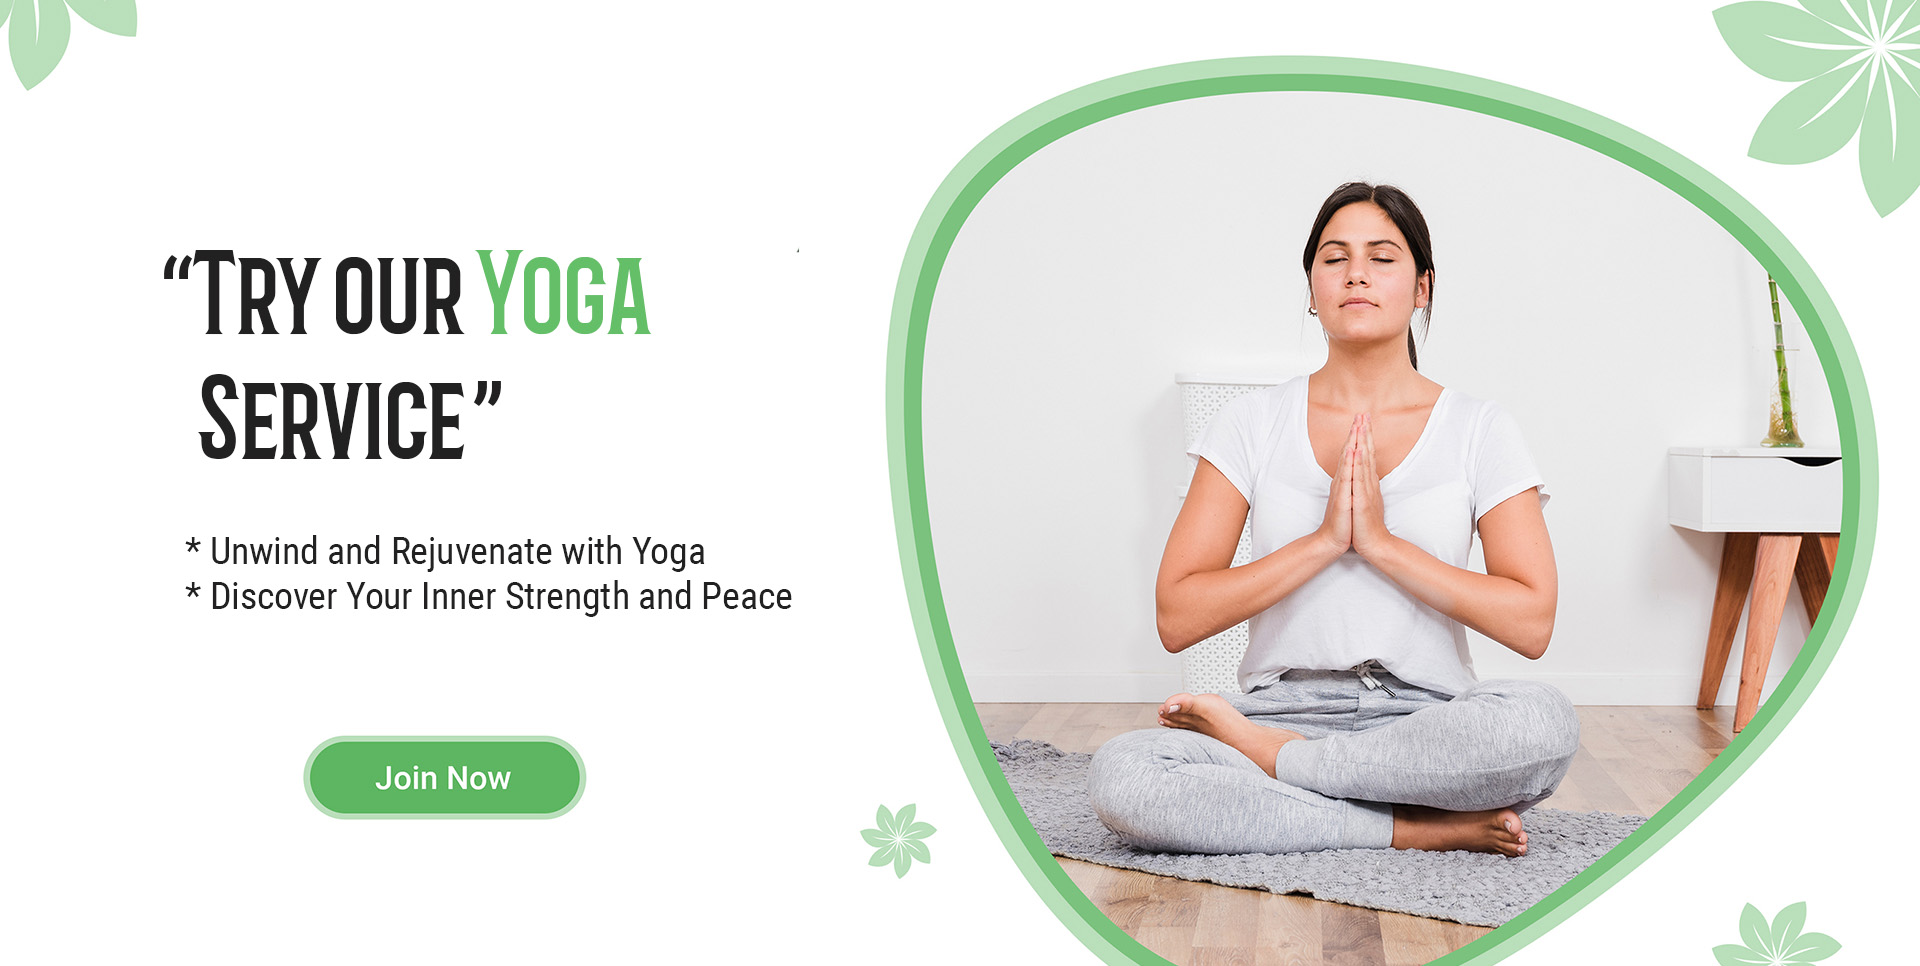 “Try our Yoga
Service”
* Unwind and Rejuvenate with Yoga
* Discover Your Inner Strength and Peace
Join Now